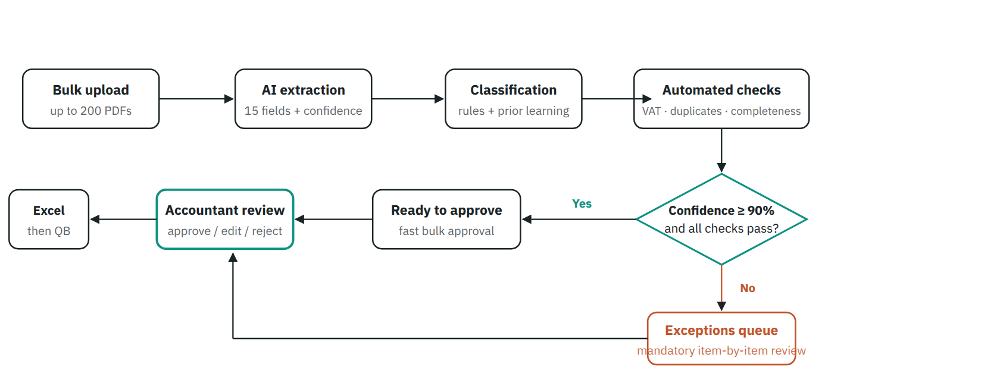 Bulk upload
up to 200 PDFs
AI extraction
15 fields + confidence
Classification
rules + prior learning
Automated checks
VAT · duplicates · completeness
Excel
then QB
Accountant review
approve / edit / reject
Ready to approve
fast bulk approval
Yes
Confidence ≥ 90%
and all checks pass?
No
Exceptions queue
mandatory item-by-item review